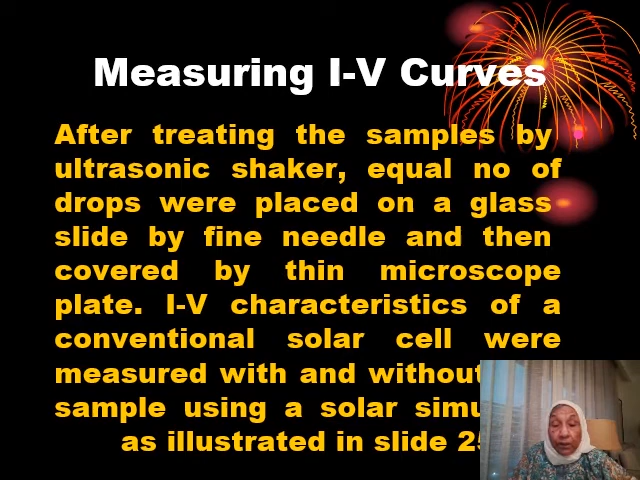 Measuring I-V Curves
After treating the samples by
ultrasonic shaker, equal no of
drops were placed on a glass
slide by fine needle and then
covered by thin microscope
plate. I-V characteristics of a
conventional solar cell were
measured with and without
sample using a solar
as illustrated in slide